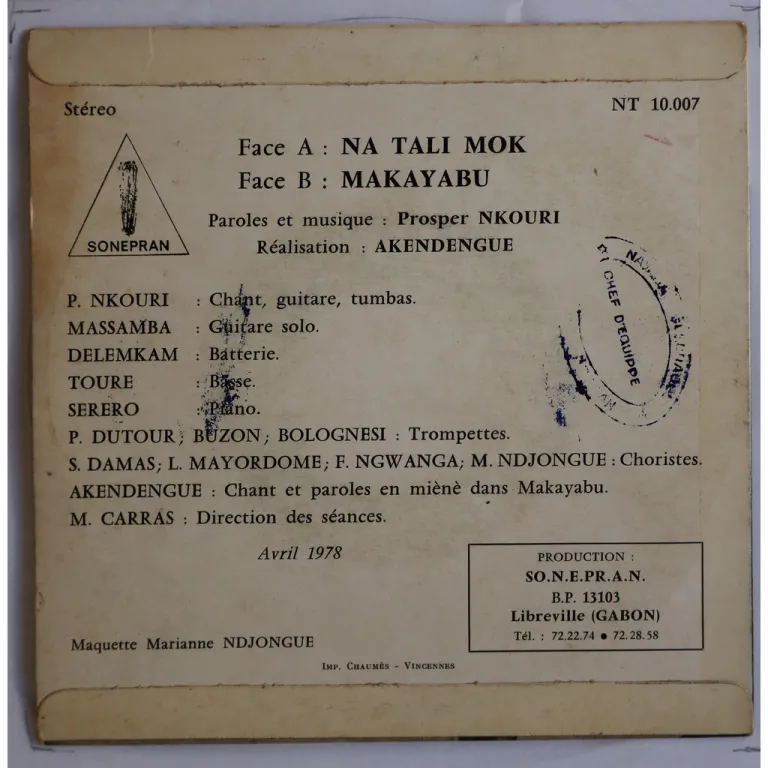 Stéreo
NT 10.007
Face A : NA TALI MOK
Face B : MAKAYABU
SONEPRAN
Paroles et musique : Prosper NKOURI
Réalisation : AKENDENGUE
P. NKOURI : Chant, guitare, tumbas.
MASSAMBA : Guitare solo.
DELEMKAM : Batterie.
TOURE : Basse.
SERERO : Piano.
P. DUTOUR; BUZON; BOLOGNESI : Trompettes.
S. DAMAS; L. MAYORDOME; F. NGWANGA; M. NDJONGUE : Choristes.
AKENDENGUE : Chant et paroles en miènè dans Makayabu.
M. CARRAS : Direction des séances.
Avril 1978
CHEF D'EQUIPPE
PRODUCTION :
SO.N.E.PR.A.N.
B.P. 13103
Libreville (GABON)
Tél. : 72.22.74 ● 72.28.58
Maquette Marianne NDJONGUE
IMP. CHAUMÉS - VINCENNES